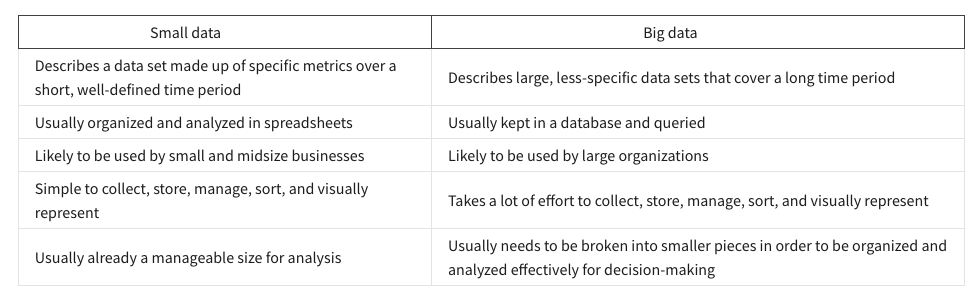 Small data
Big data
Describes a data set made up of specific metrics over a
short, well-defined time period
Describes large, less-specific data sets that cover a long time period
Usually organized and analyzed in spreadsheets
Usually kept in a database and queried
Likely to be used by small and midsize businesses
Likely to be used by large organizations
Simple to collect, store, manage, sort, and visually
represent
Takes a lot of effort to collect, store, manage, sort, and visually represent
Usually already a manageable size for analysis
Usually needs to be broken into smaller pieces in order to be organized and
analyzed effectively for decision-making